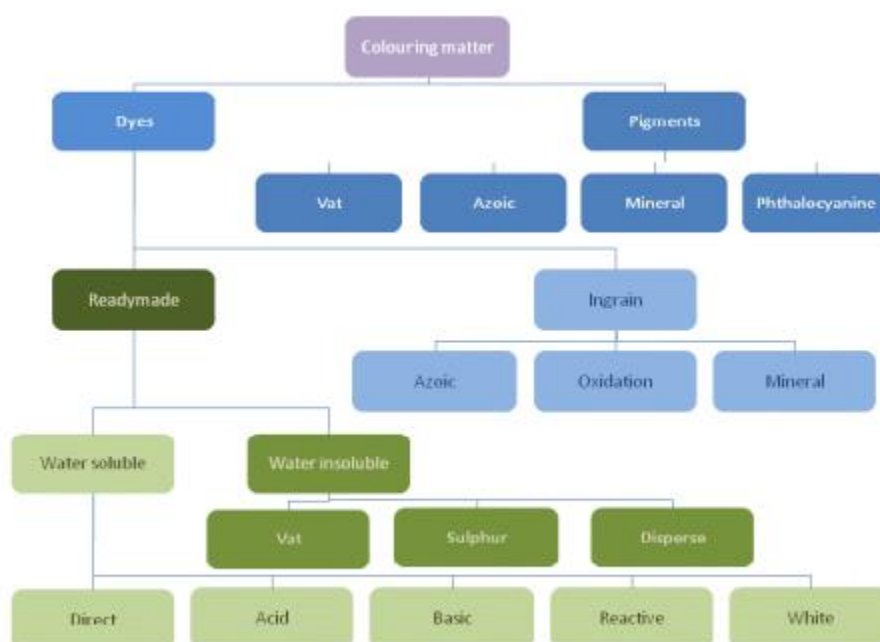 Colouring matter
Dyes
Pigments
Vat
Azoic
Mineral
Phthalocyanine
Readymade
Ingrain
Azoic
Oxidation
Mineral
Water soluble
Water insoluble
Vat
Sulphur
Disperse
Direct
Acid
Basic
Reactive
White